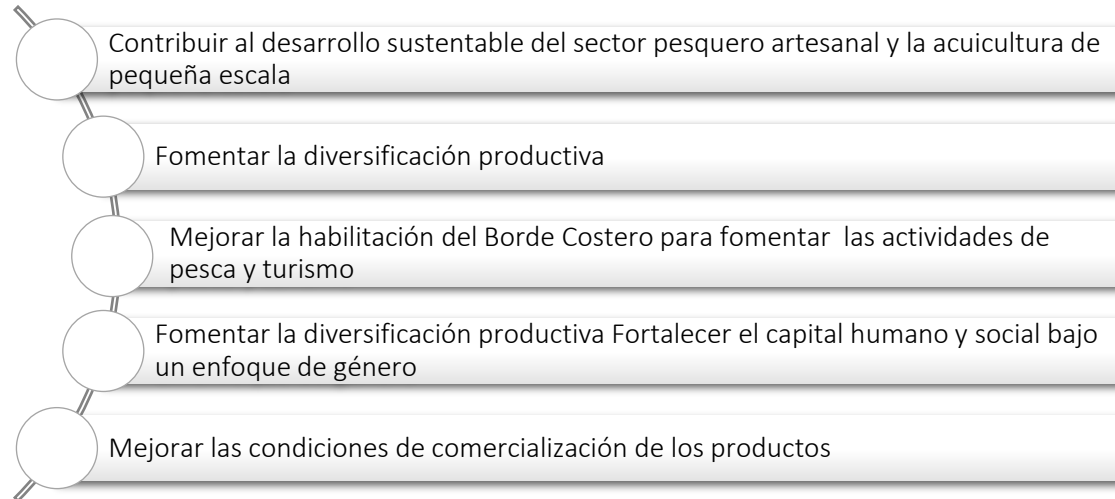 Contribuir al desarrollo sustentable del sector pesquero artesanal y la acuicultura de
pequeña escala
Fomentar la diversificación productiva
Mejorar la habilitación del Borde Costero para fomentar  las actividades de
pesca y turismo
Fomentar la diversificación productiva Fortalecer el capital humano y social bajo
un enfoque de género
Mejorar las condiciones de comercialización de los productos